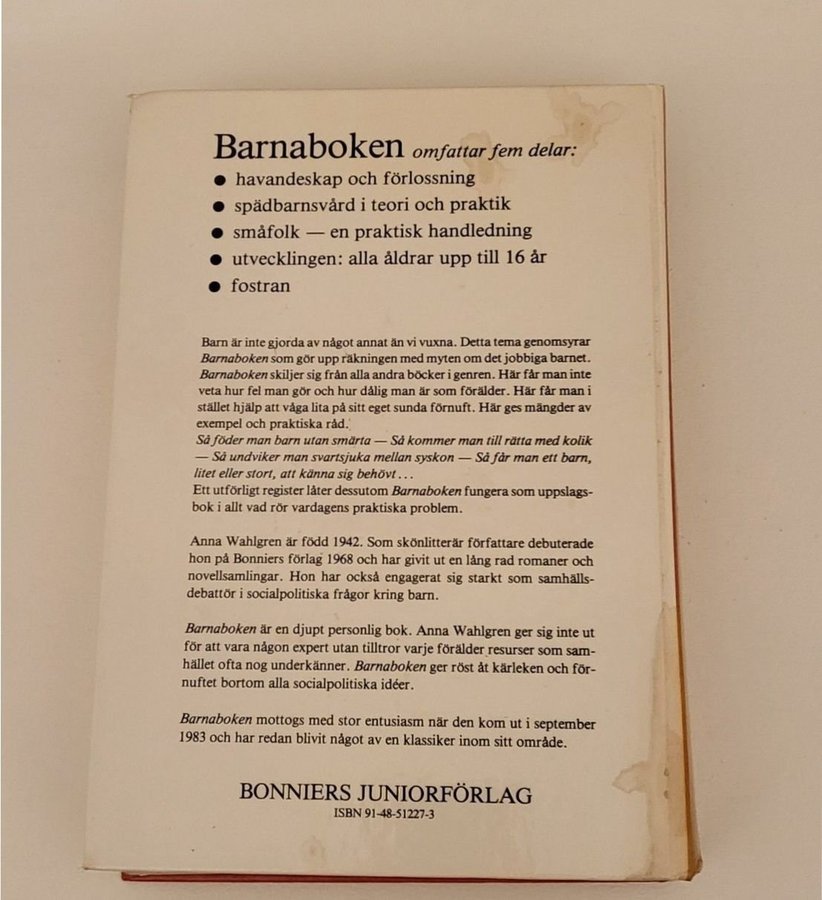 Barnaboken omfattar fem delar:
● havandeskap och förlossning
● spädbarnsvård i teori och praktik
● småfolk — en praktisk handledning
● utvecklingen: alla åldrar upp till 16 år
● fostran
Barn är inte gjorda av något annat än vi vuxna. Detta tema genomsyrar
Barnaboken som gör upp räkningen med myten om det jobbiga barnet.
Barnaboken skiljer sig från alla andra böcker i genren. Här får man inte
veta hur fel man gör och hur dålig man är som förälder. Här får man i
stället hjälp att våga lita på sitt eget sunda förnuft. Här ges mängder av
exempel och praktiska råd.
Så föder man barn utan smärta — Så kommer man till rätta med kolik
— Så undviker man svartsjuka mellan syskon — Så får man ett barn,
litet eller stort, att känna sig behövt . . .
Ett utförligt register låter dessutom Barnaboken fungera som uppslags-
bok i allt vad rör vardagens praktiska problem.
Anna Wahlgren är född 1942. Som skönlitterär författare debuterade
hon på Bonniers förlag 1968 och har givit ut en lång rad romaner och
novellsamlingar. Hon har också engagerat sig starkt som samhälls-
debattör i socialpolitiska frågor kring barn.
Barnaboken är en djupt personlig bok. Anna Wahlgren ger sig inte ut
för att vara någon expert utan tilltror varje förälder resurser som sam-
hället ofta nog underkänner. Barnaboken ger röst åt kärleken och för-
nuftet bortom alla socialpolitiska idéer.
Barnaboken mottogs med stor entusiasm när den kom ut i september
1983 och har redan blivit något av en klassiker inom sitt område.
BONNIERS JUNIORFÖRLAG
ISBN 91-48-51227-3